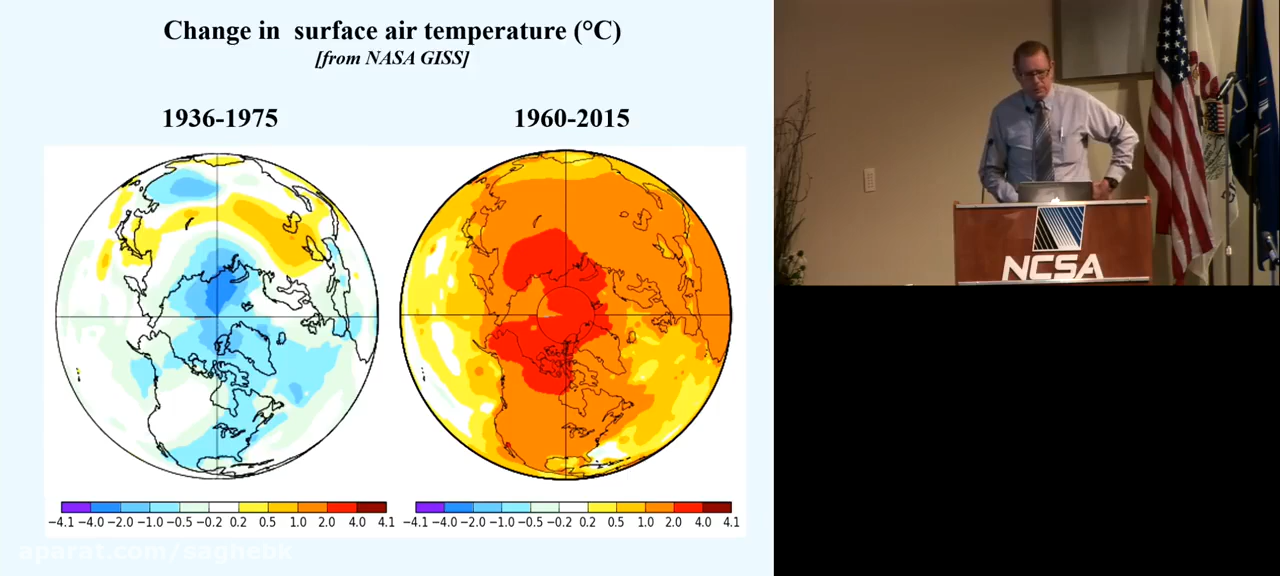 Change in surface air temperature (°C)
[from NASA GISS]
1936-1975
1960-2015
−4.1 −4.0 −2.0 −1.0 −0.5 −0.2 0.2 0.5 1.0 2.0 4.0 4.1
−4.1 −4.0 −2.0 −1.0 −0.5 −0.2 0.2 0.5 1.0 2.0 4.0 4.1
NCSA
aparat.com/saghebk